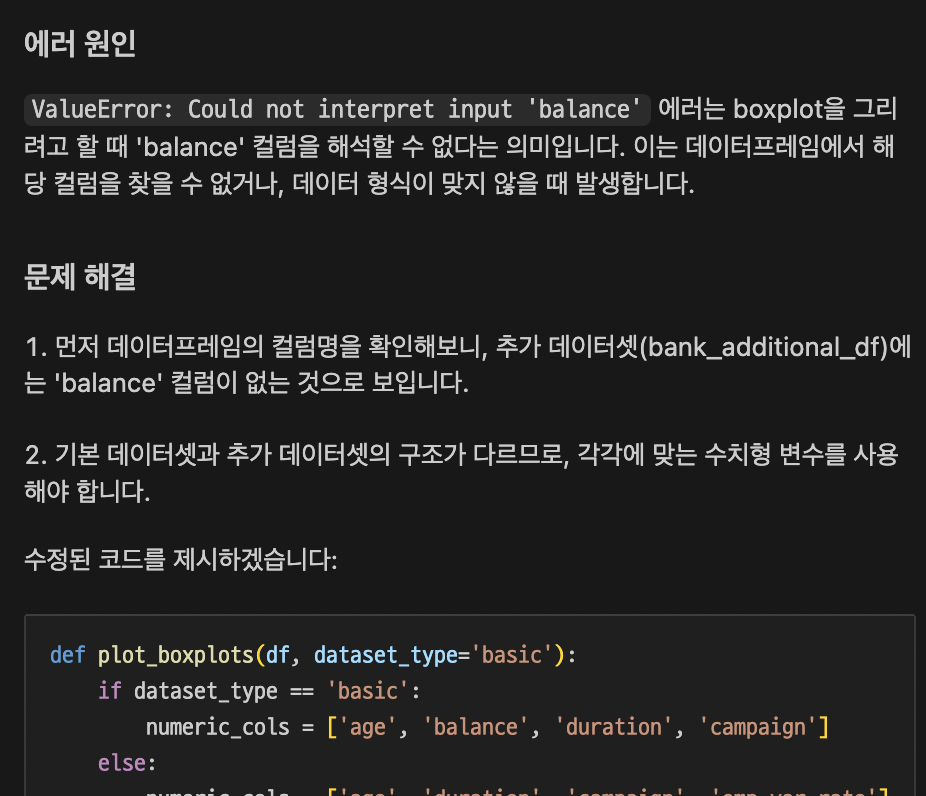 에러 원인
ValueError: Could not interpret input 'balance' 에러는 boxplot을 그리
려고 할 때 'balance' 컬럼을 해석할 수 없다는 의미입니다. 이는 데이터프레임에서 해
당 컬럼을 찾을 수 없거나, 데이터 형식이 맞지 않을 때 발생합니다.
문제 해결
1. 먼저 데이터프레임의 컬럼명을 확인해보니, 추가 데이터셋(bank_additional_df)에
는 'balance' 컬럼이 없는 것으로 보입니다.
2. 기본 데이터셋과 추가 데이터셋의 구조가 다르므로, 각각에 맞는 수치형 변수를 사용
해야 합니다.
수정된 코드를 제시하겠습니다:
def plot_boxplots(df, dataset_type='basic'):
    if dataset_type == 'basic':
        numeric_cols = ['age', 'balance', 'duration', 'campaign']
    else:
        numeric_cols = ['age', 'duration', 'campaign', 'emp.var.rate']